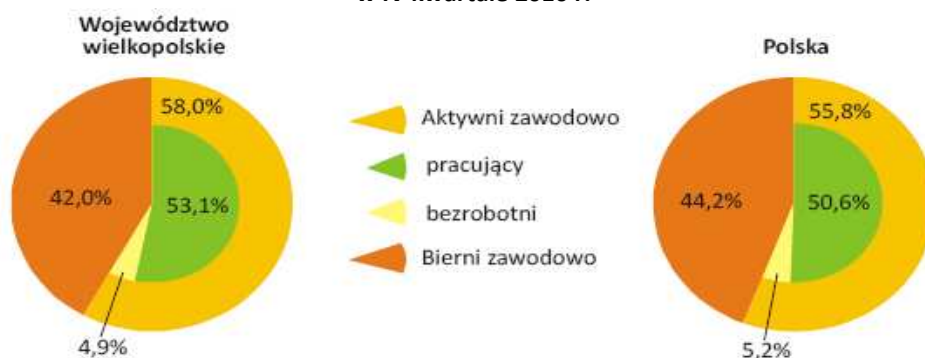 Województwo
wielkopolskie
Polska
58,0%
42,0%
53,1%
4,9%
Aktywni zawodowo
pracujący
bezrobotni
Bierni zawodowo
55,8%
44,2%
50,6%
5,2%